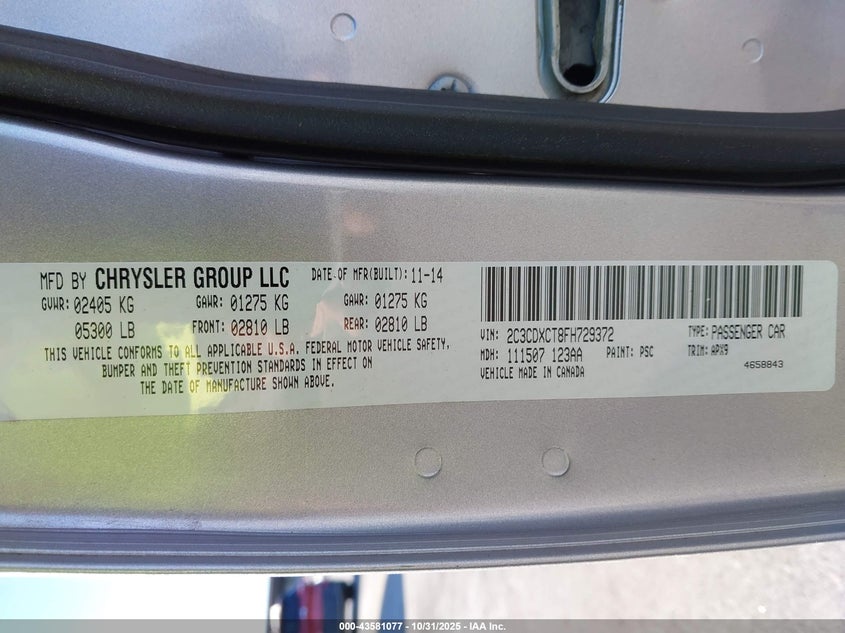 MFD BY CHRYSLER GROUP LLC DATE OF MFR(BUILT): 11-14
GVWR: 02405 KG GAWR: 01275 KG GAWR: 01275 KG
05300 LB FRONT: 02810 LB REAR: 02810 LB
THIS VEHICLE CONFORMS TO ALL APPLICABLE U.S.A. FEDERAL MOTOR VEHICLE SAFETY,
BUMPER AND THEFT PREVENTION STANDARDS IN EFFECT ON
THE DATE OF MANUFACTURE SHOWN ABOVE.
VIN: 2C3CDXCT8FH729372 TYPE: PASSENGER CAR
MDH: 111507 123AA PAINT: PSC TRIM: APX9
VEHICLE MADE IN CANADA 4658843
000-43581077 - 10/31/2025 - IAA Inc.